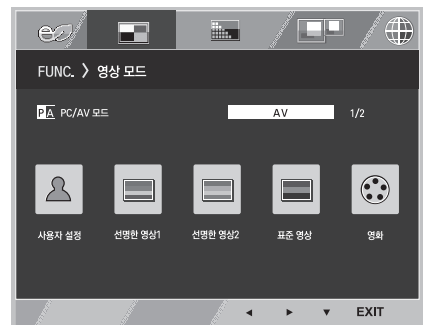 FUNC. > 영상 모드
PA PC/AV 모드 AV 1/2
사용자 설정 선명한 영상1 선명한 영상2 표준 영상 영화
◄ ► ▼ EXIT